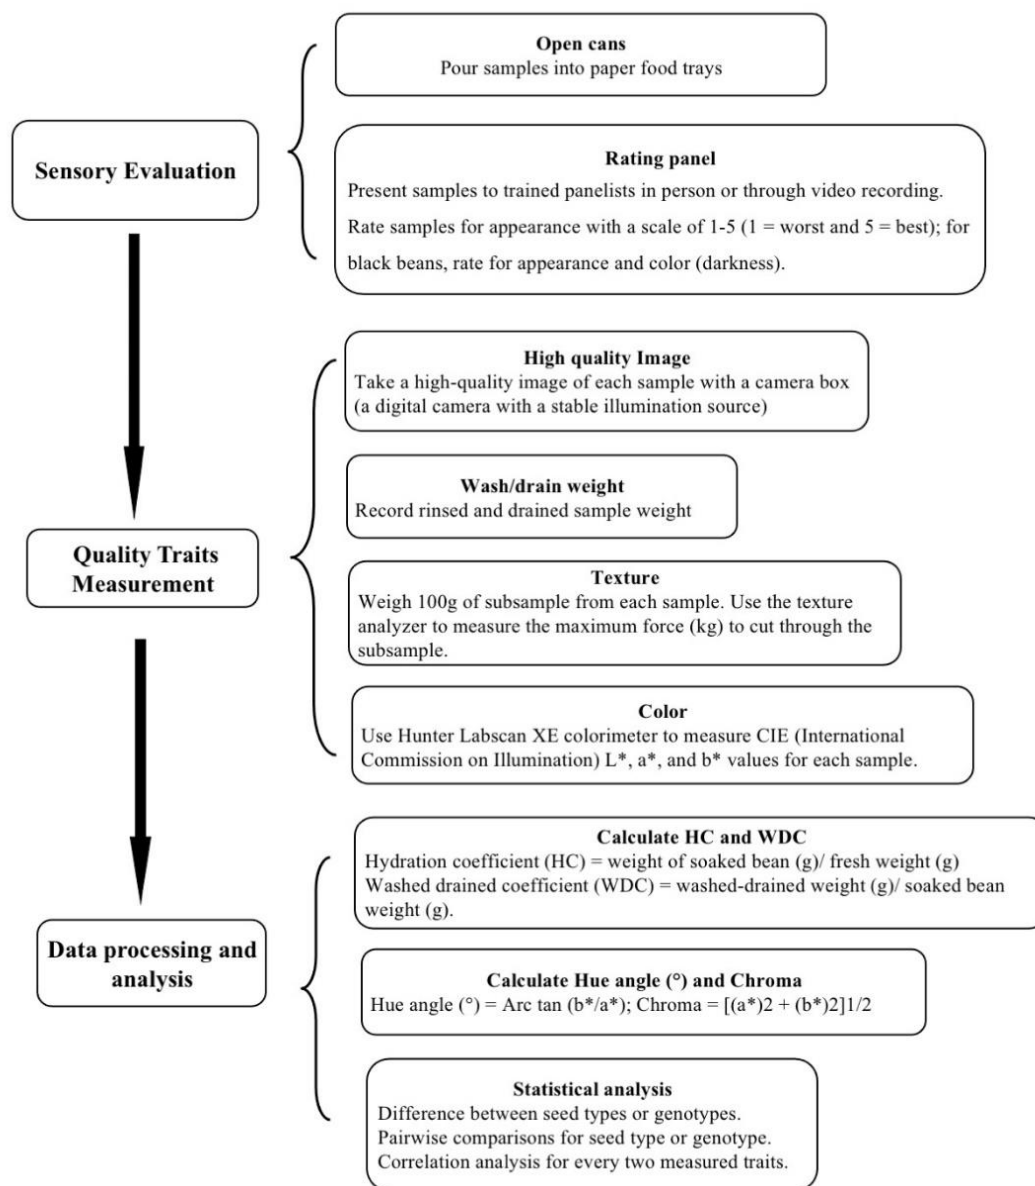 Open cans
Pour samples into paper food trays
Sensory Evaluation
Rating panel
Present samples to trained panelists in person or through video recording.
Rate samples for appearance with a scale of 1-5 (1 = worst and 5 = best); for
black beans, rate for appearance and color (darkness).
High quality Image
Take a high-quality image of each sample with a camera box
(a digital camera with a stable illumination source)
Wash/drain weight
Record rinsed and drained sample weight
Quality Traits
Measurement
Texture
Weigh 100g of subsample from each sample. Use the texture
analyzer to measure the maximum force (kg) to cut through the
subsample.
Color
Use Hunter Labscan XE colorimeter to measure CIE (International
Commission on Illumination) L*, a*, and b* values for each sample.
Calculate HC and WDC
Hydration coefficient (HC) = weight of soaked bean (g)/ fresh weight (g)
Washed drained coefficient (WDC) = washed-drained weight (g)/ soaked bean
weight (g).
Data processing and
analysis
Calculate Hue angle (°) and Chroma
Hue angle (°) = Arc tan (b*/a*); Chroma = [(a*)2 + (b*)2]1/2
Statistical analysis
Difference between seed types or genotypes.
Pairwise comparisons for seed type or genotype.
Correlation analysis for every two measured traits.